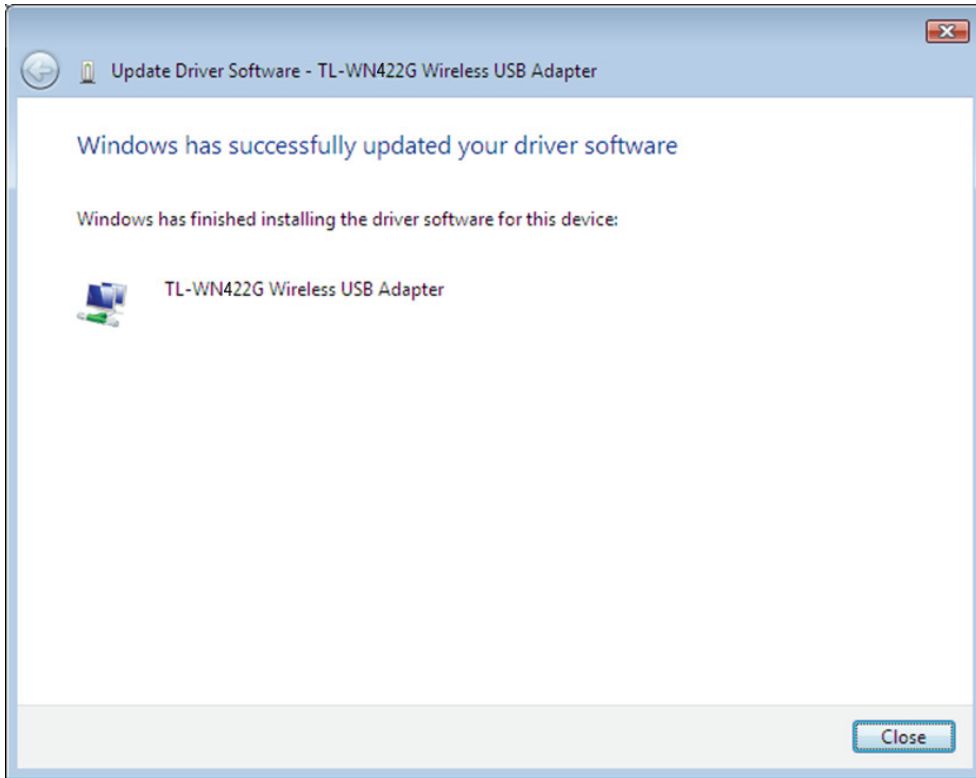 Update Driver Software - TL-WN422G Wireless USB Adapter
Windows has successfully updated your driver software
Windows has finished installing the driver software for this device:
TL-WN422G Wireless USB Adapter
Close